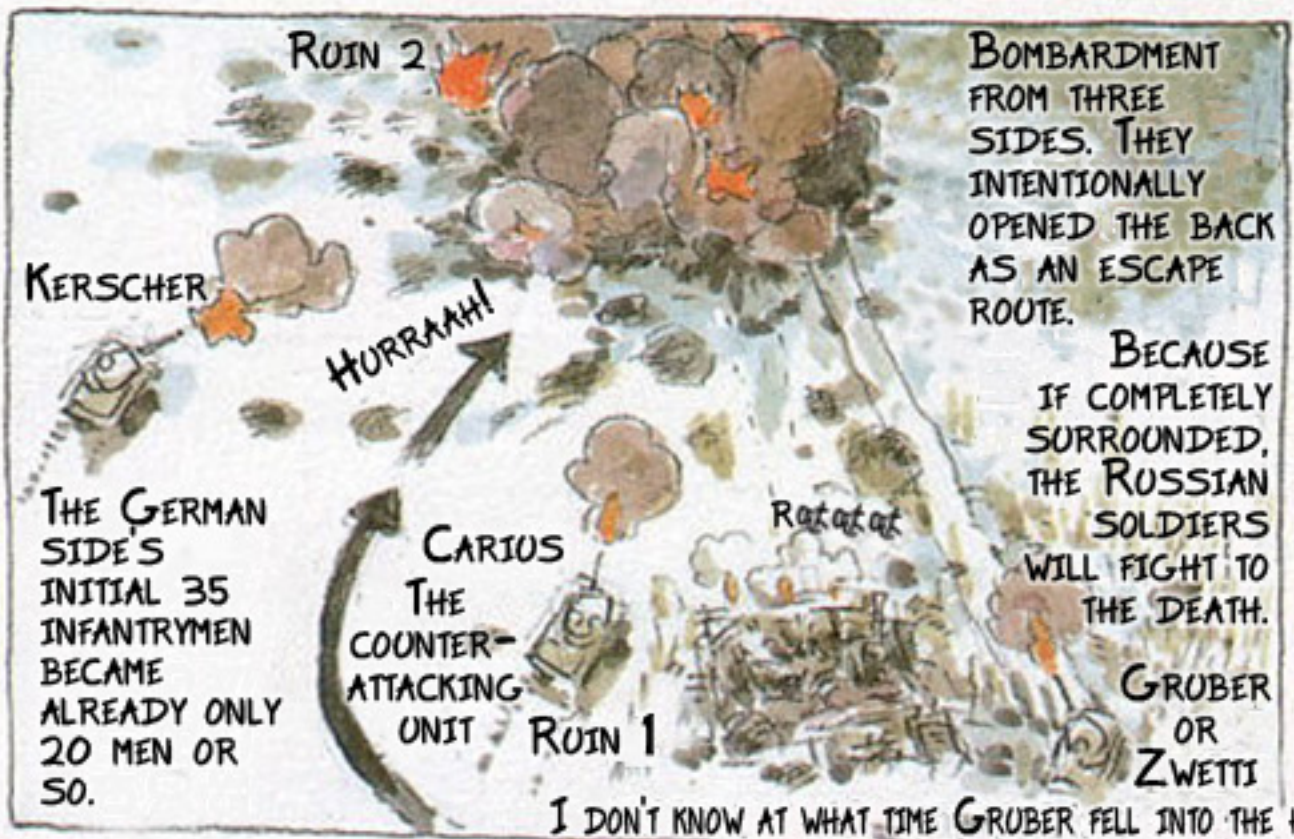 Ruin 2
Bombardment
from three
sides. They
intentionally
opened the back
as an escape
route.
Kerscher
Hurraah!
Because
if completely
surrounded,
the Russian
soldiers
will fight to
the death.
The German
side's
initial 35
infantrymen
became
already only
20 men or
so.
Carius
The
counter-
attacking
unit
Ratatat
Ruin 1
Gruber
or
Zwetti
I don't know at what time Gruber fell into the